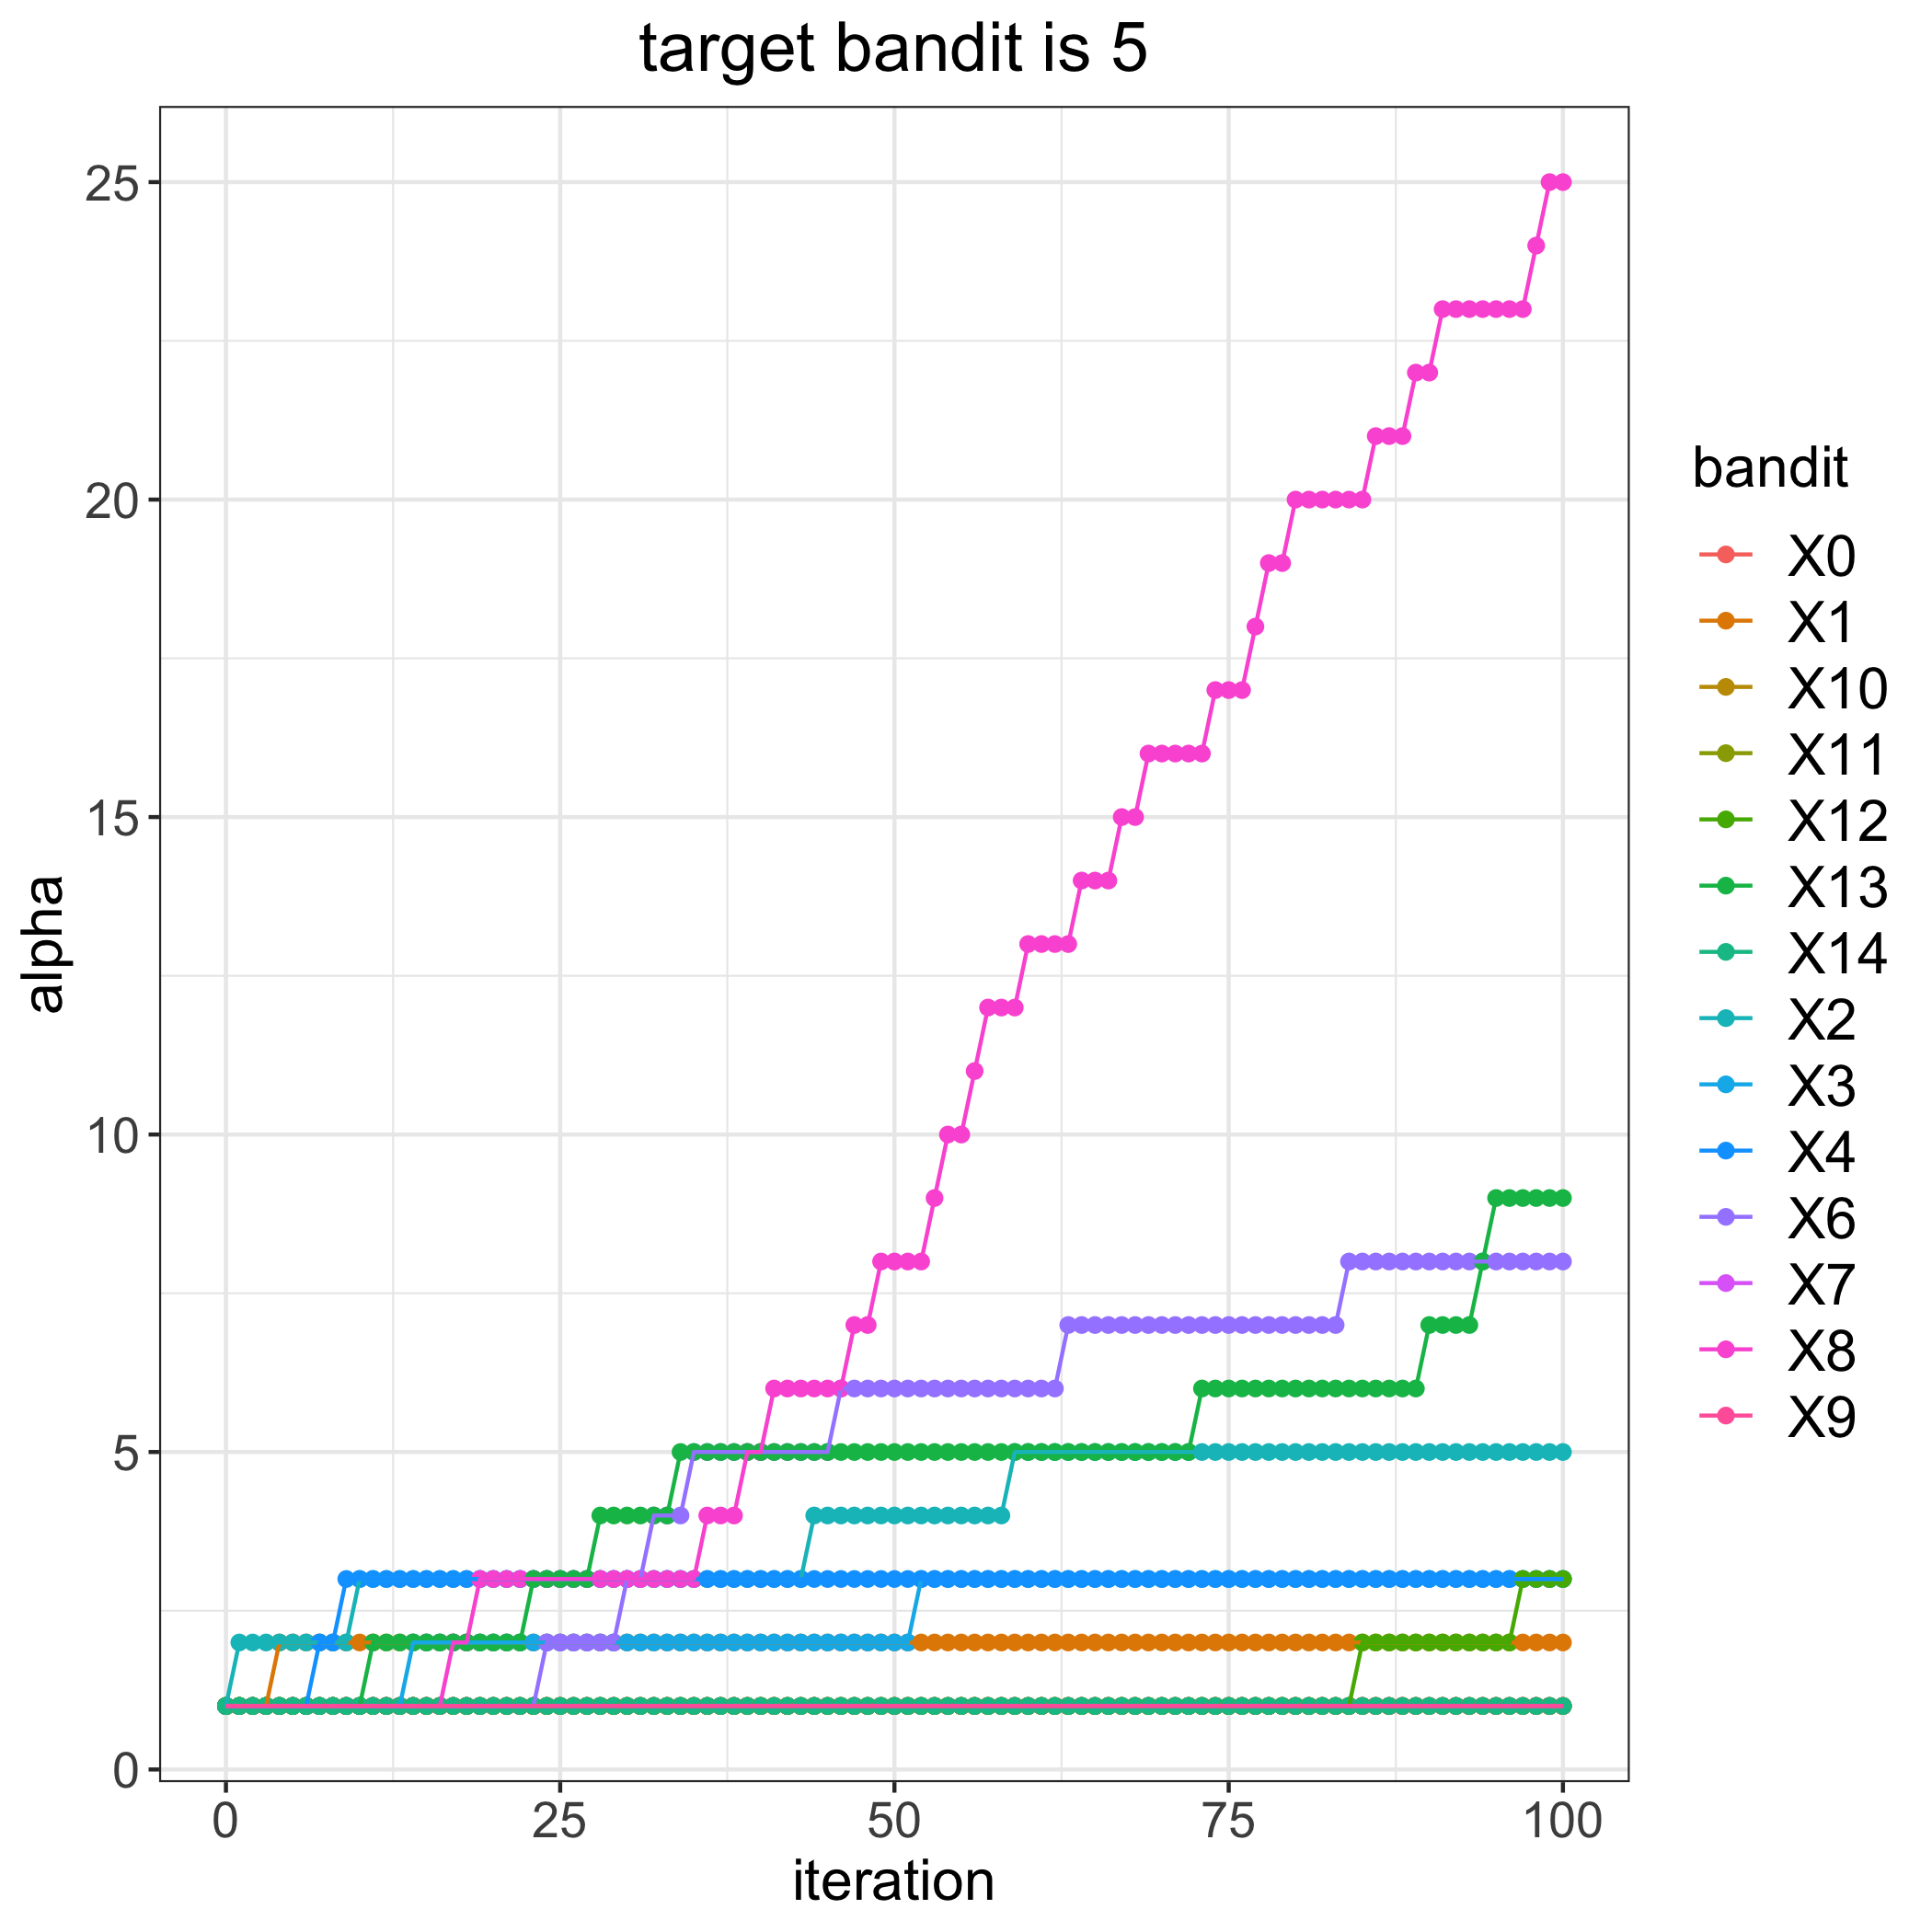 target bandit is 5
25
20
15
10
5
0
alpha
0 25 50 75 100
iteration
bandit
X0
X1
X10
X11
X12
X13
X14
X2
X3
X4
X6
X7
X8
X9